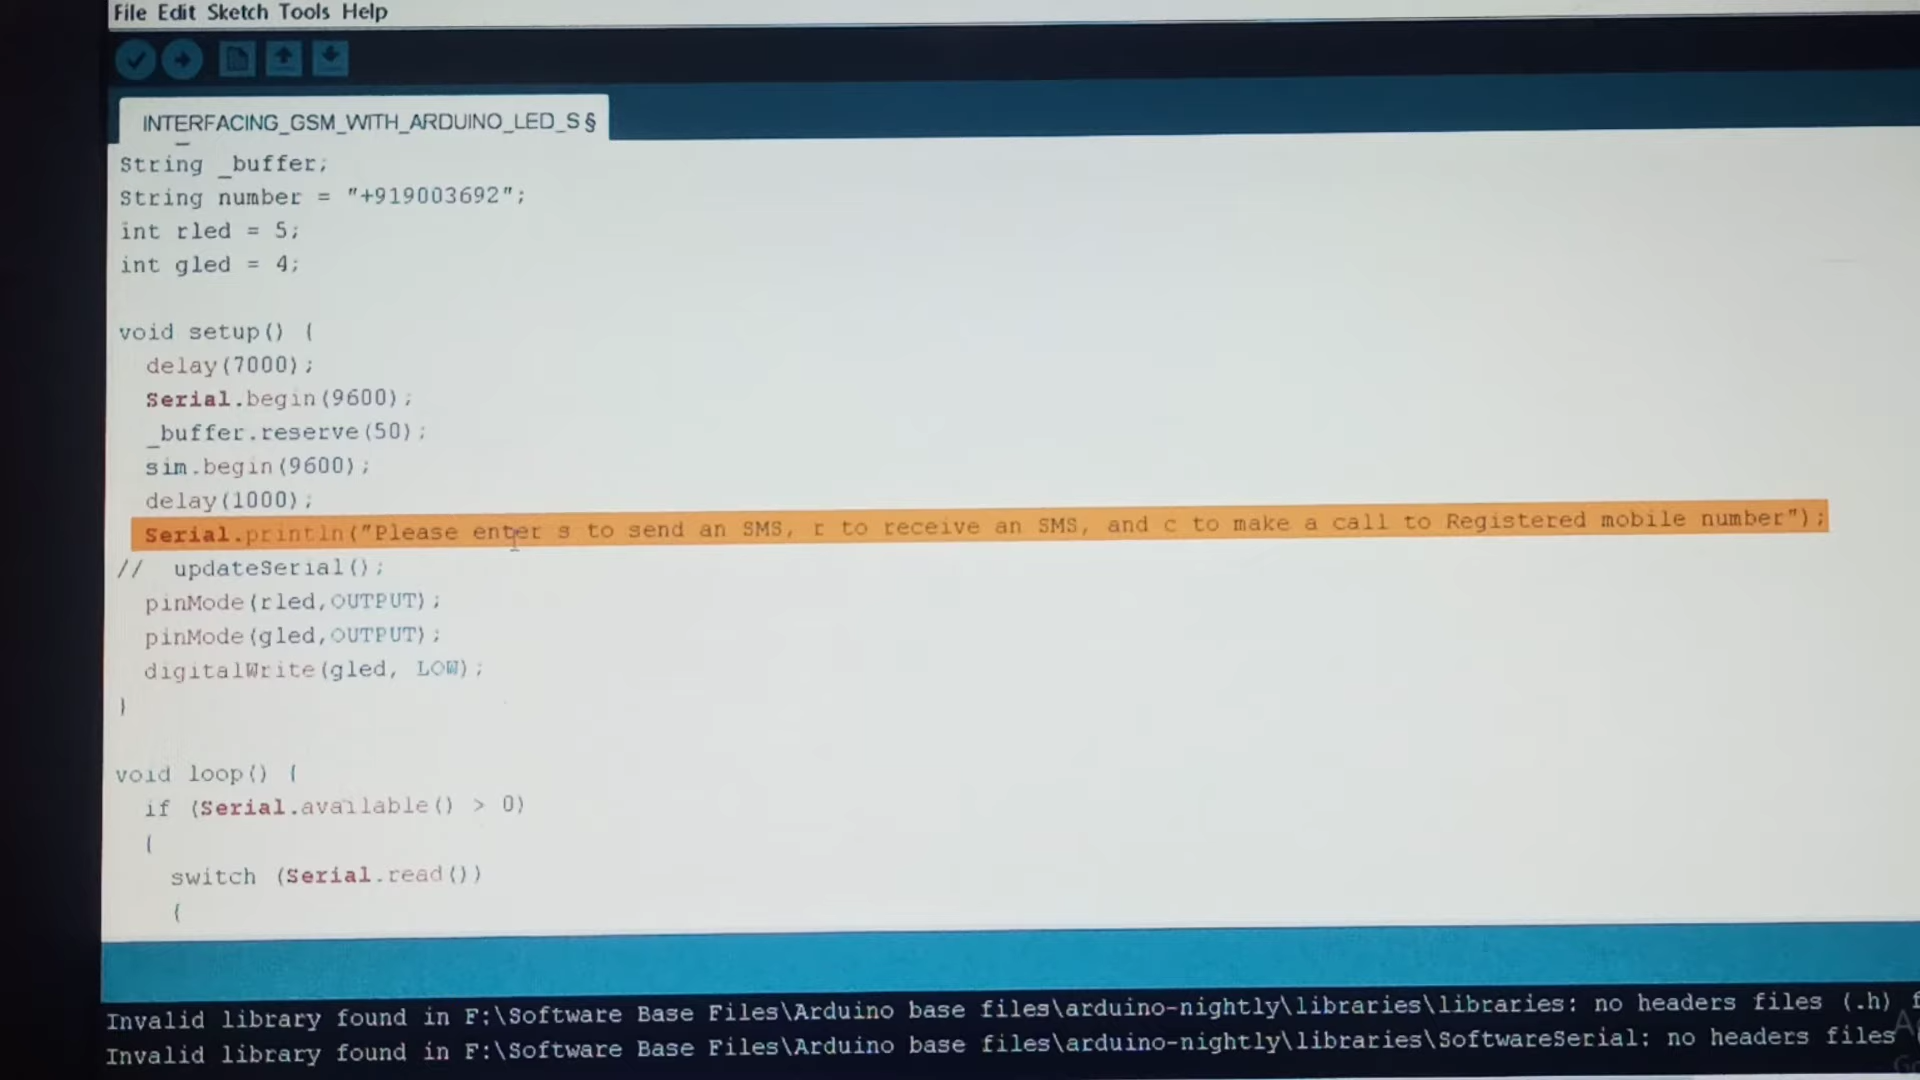 File Edit Sketch Tools Help
INTERFACING_GSM_WITH_ARDUINO_LED_S§
String _buffer;
String number = "+919003692";
int rled = 5;
int gled = 4;
void setup() {
delay(7000);
Serial.begin(9600);
_buffer.reserve(50);
sim.begin(9600);
delay(1000);
Serial.println("Please enter s to send an SMS, r to receive an SMS, and c to make a call to Registered mobile number");
// updateSerial();
pinMode(rled,OUTPUT);
pinMode(gled,OUTPUT);
digitalWrite(gled, LOW);
}
void loop() {
if (Serial.available() > 0)
{
switch (Serial.read())
{
Invalid library found in F:\Software Base Files\Arduino base files\arduino-nightly\libraries\libraries: no headers files (.h)
Invalid library found in F:\Software Base Files\Arduino base files\arduino-nightly\libraries\SoftwareSerial: no headers files